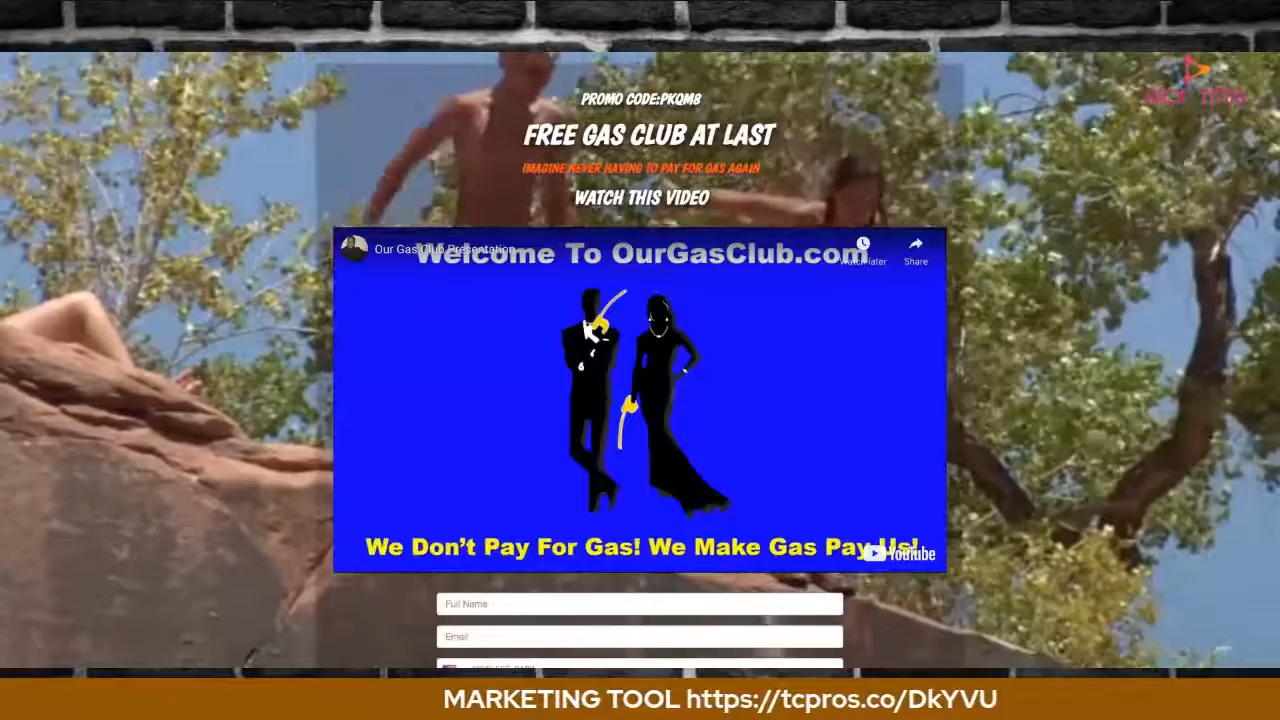 PROMO CODE:PKQM8
FREE GAS CLUB AT LAST
IMAGINE NEVER HAVING TO PAY FOR GAS AGAIN
WATCH THIS VIDEO
Our Gas Club Presentation
Welcome To OurGasClub.com
Watch later
Share
We Don't Pay For Gas! We Make Gas Pay Us!
YouTube
Full Name
Email
MARKETING TOOL https://tcpros.co/DkYVU